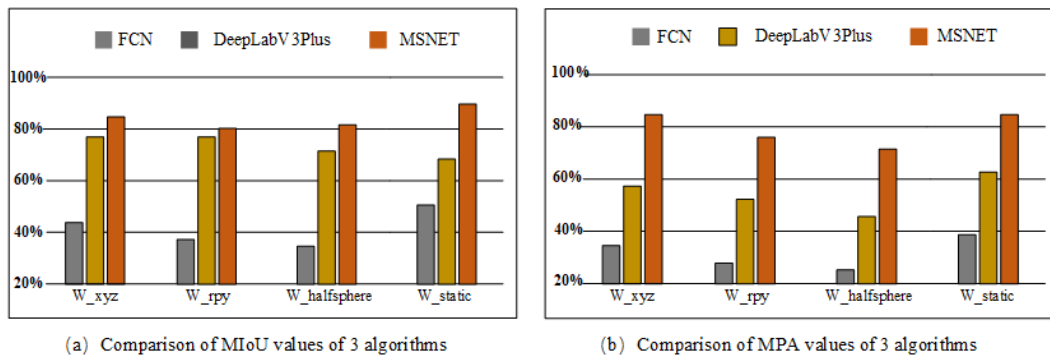 FCN DeepLabV3Plus MSNET
100%
80%
60%
40%
20%
W_xyz W_rpy W_halfsphere W_static
(a) Comparison of MIoU values of 3 algorithms
FCN DeepLabV3Plus MSNET
100%
80%
60%
40%
20%
W_xyz W_rpy W_halfsphere W_static
(b) Comparison of MPA values of 3 algorithms